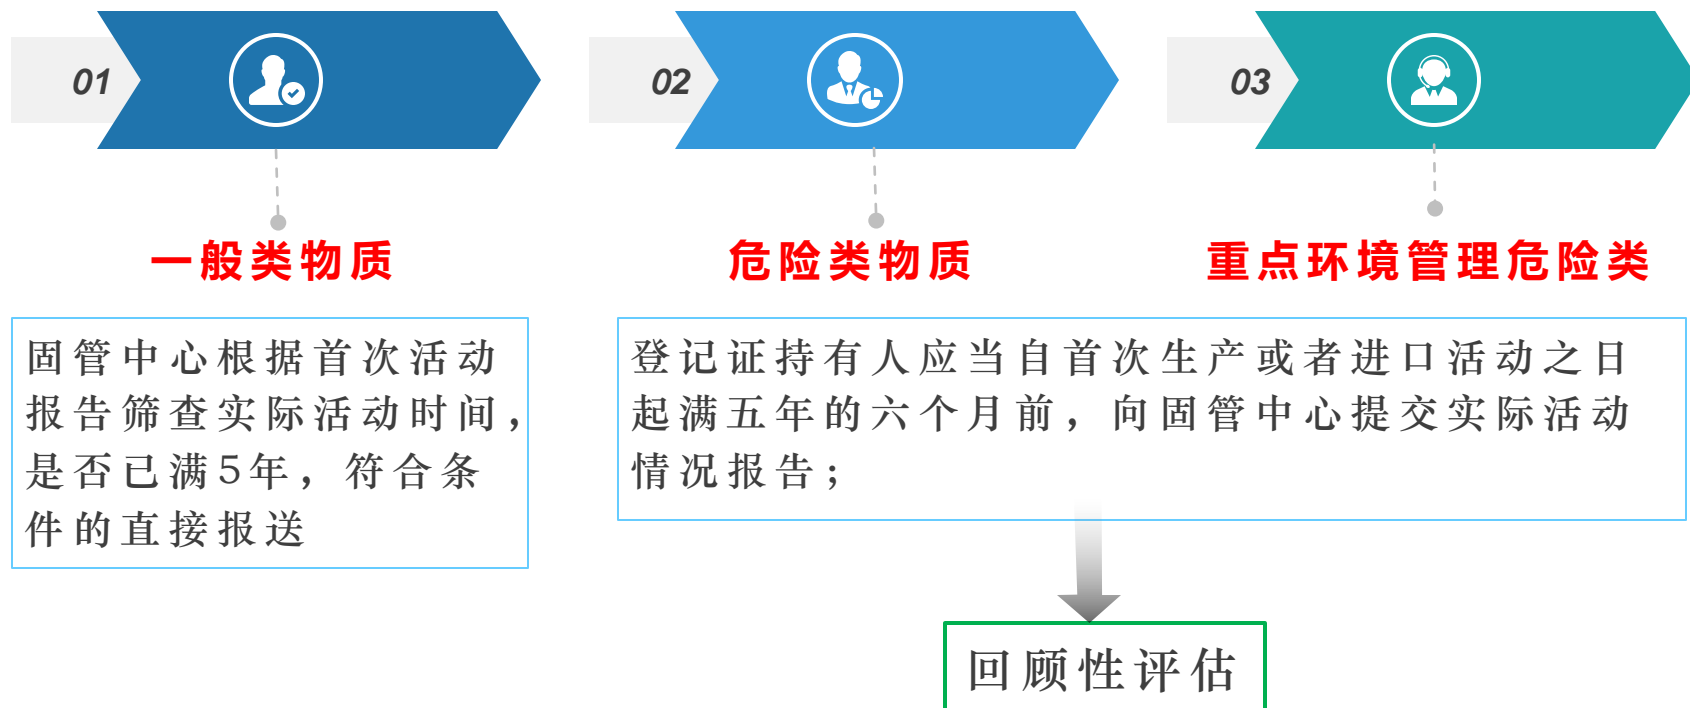 01
02
03
一般类物质
危险类物质
重点环境管理危险类
固管中心根据首次活动
报告筛查实际活动时间，
是否已满5年，符合条
件的直接报送
登记证持有人应当自首次生产或者进口活动之日
起满五年的六个月前，向固管中心提交实际活动
情况报告；
回顾性评估